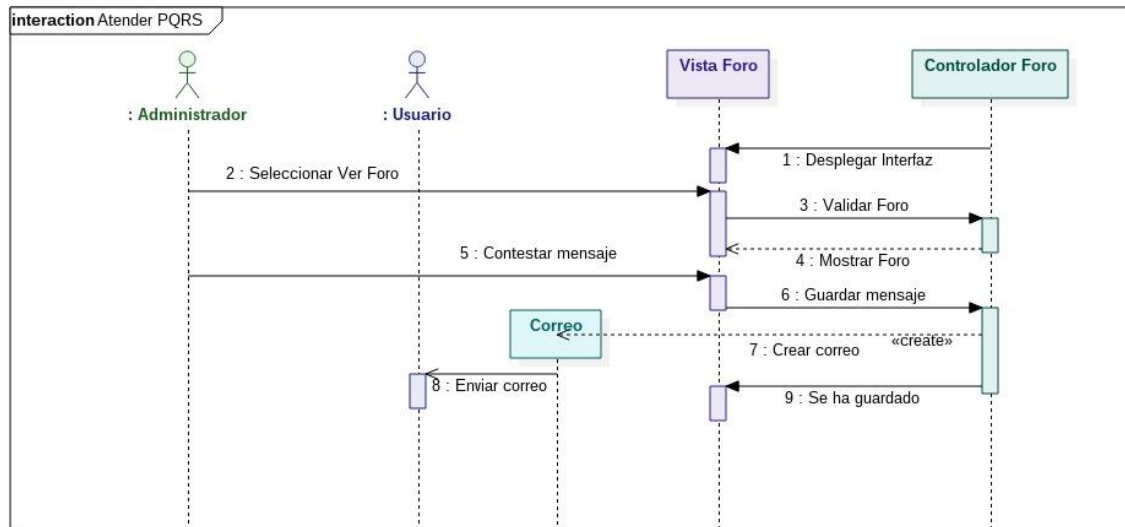 interaction Atender PQRS
: Administrador
: Usuario
Vista Foro
Controlador Foro
1 : Desplegar Interfaz
2 : Seleccionar Ver Foro
3 : Validar Foro
4 : Mostrar Foro
5 : Contestar mensaje
6 : Guardar mensaje
Correo
«create»
7 : Crear correo
8 : Enviar correo
9 : Se ha guardado